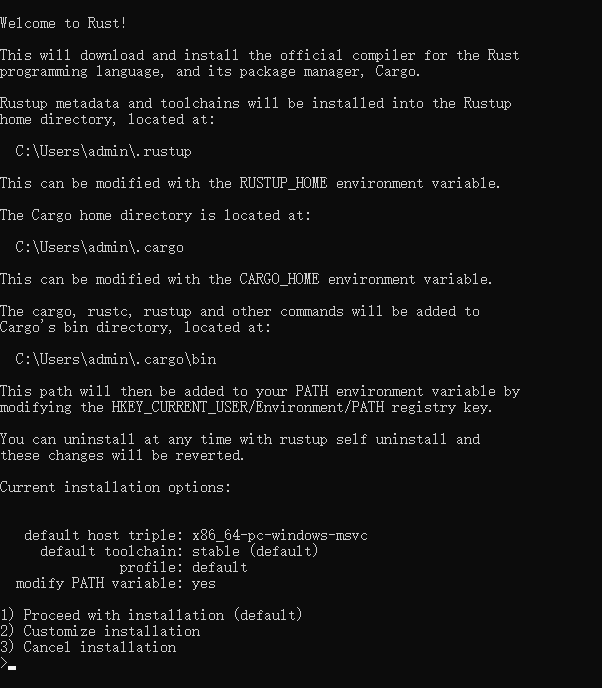 Welcome to Rust!
This will download and install the official compiler for the Rust
programming language, and its package manager, Cargo.
Rustup metadata and toolchains will be installed into the Rustup
home directory, located at:
C:\Users\admin\.rustup
This can be modified with the RUSTUP_HOME environment variable.
The Cargo home directory is located at:
C:\Users\admin\.cargo
This can be modified with the CARGO_HOME environment variable.
The cargo, rustc, rustup and other commands will be added to
Cargo's bin directory, located at:
C:\Users\admin\.cargo\bin
This path will then be added to your PATH environment variable by
modifying the HKEY_CURRENT_USER/Environment/PATH registry key.
You can uninstall at any time with rustup self uninstall and
these changes will be reverted.
Current installation options:
default host triple: x86_64-pc-windows-msvc
default toolchain: stable (default)
profile: default
modify PATH variable: yes
1) Proceed with installation (default)
2) Customize installation
3) Cancel installation
>